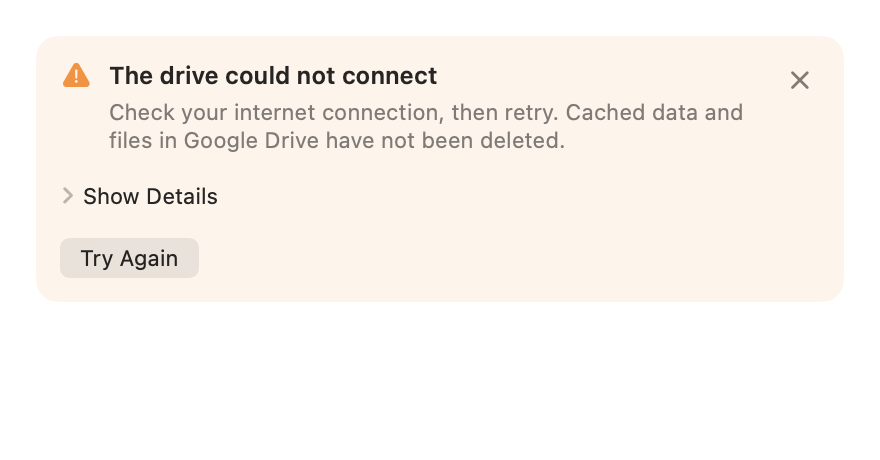 The drive could not connect
Check your internet connection, then retry. Cached data and
files in Google Drive have not been deleted.
Show Details
Try Again